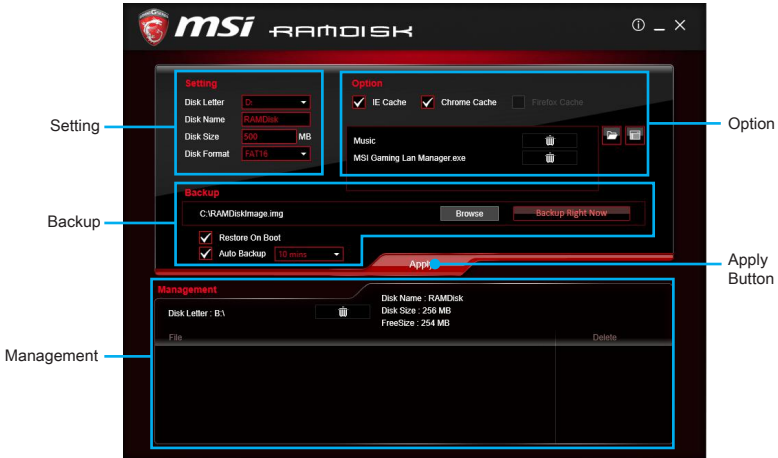 msi RAMDISK
Setting
Disk Letter D:
Disk Name RAMDisk
Disk Size 500 MB
Disk Format FAT16
Option
IE Cache Chrome Cache Firefox Cache
Music
MSI Gaming Lan Manager.exe
Backup
C:\RAMDiskImage.img Browse Backup Right Now
Restore On Boot
Auto Backup 10 mins
Apply
Management
Disk Letter : B:\
Disk Name : RAMDisk
Disk Size : 256 MB
FreeSize : 254 MB
File Delete
Setting
Backup
Management
Option
Apply
Button